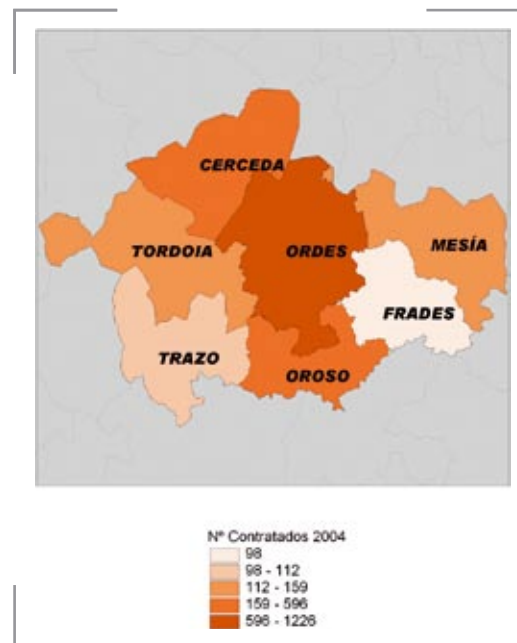 CERCEDA
TORDOIA
ORDES
MESÍA
FRADES
TRAZO
OROSO
Nº Contratados 2004
98
98 - 112
112 - 159
159 - 596
596 - 1226